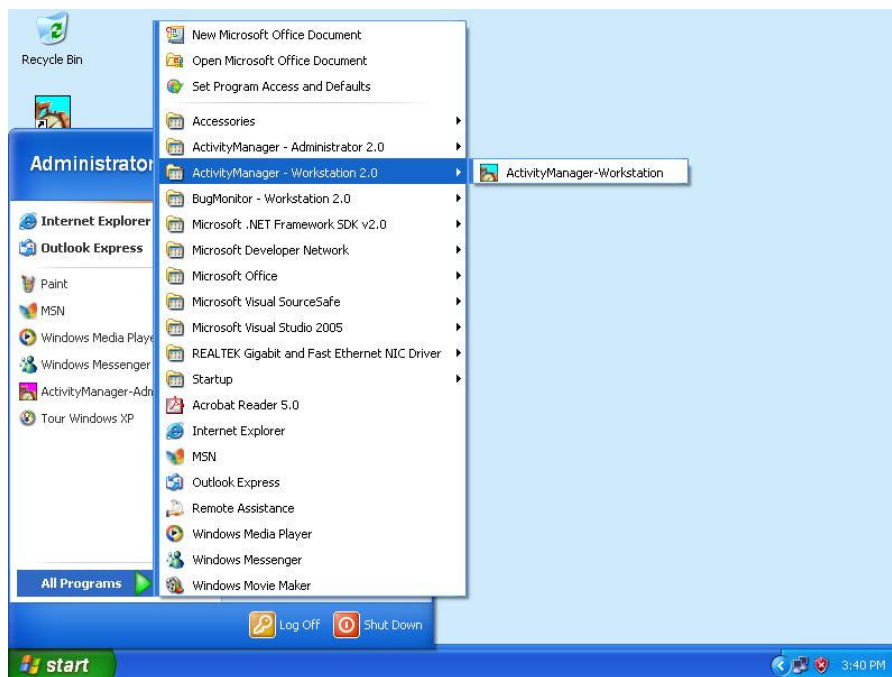 Recycle Bin
Administrator
Internet Explorer
Outlook Express
Paint
MSN
Windows Media Playe
Windows Messenger
ActivityManager-Adm
Tour Windows XP
All Programs
New Microsoft Office Document
Open Microsoft Office Document
Set Program Access and Defaults
Accessories
ActivityManager - Administrator 2.0
ActivityManager - Workstation 2.0
BugMonitor - Workstation 2.0
Microsoft .NET Framework SDK v2.0
Microsoft Developer Network
Microsoft Office
Microsoft Visual SourceSafe
Microsoft Visual Studio 2005
REALTEK Gigabit and Fast Ethernet NIC Driver
Startup
Acrobat Reader 5.0
Internet Explorer
MSN
Outlook Express
Remote Assistance
Windows Media Player
Windows Messenger
Windows Movie Maker
ActivityManager-Workstation
Log Off
Shut Down
start
3:40 PM